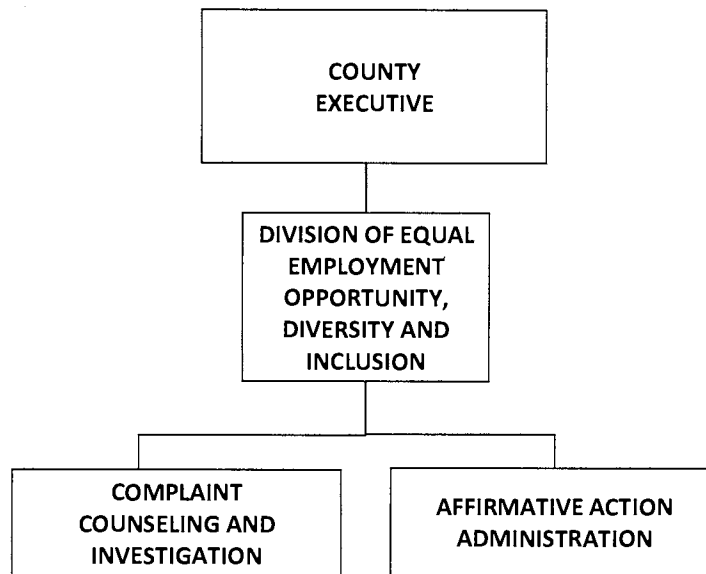 COUNTY
EXECUTIVE
DIVISION OF EQUAL
EMPLOYMENT
OPPORTUNITY,
DIVERSITY AND
INCLUSION
COMPLAINT
COUNSELING AND
INVESTIGATION
AFFIRMATIVE ACTION
ADMINISTRATION